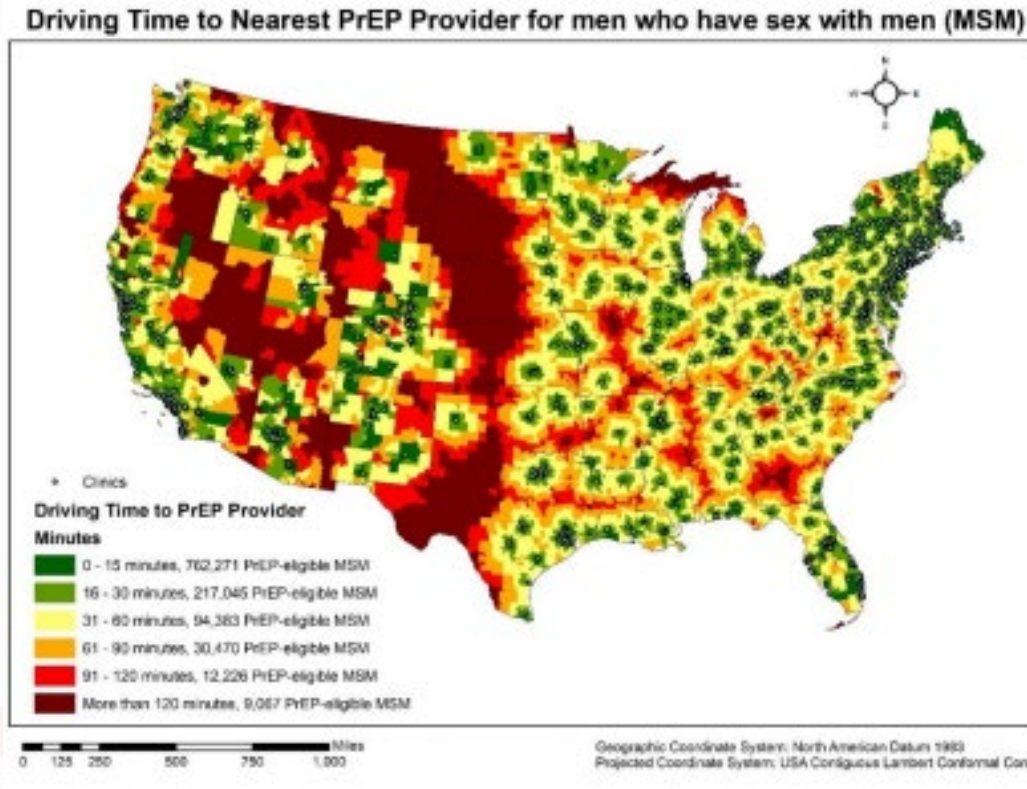 Driving Time to Nearest PrEP Provider for men who have sex with men (MSM)
N
W E
S
Clinics
Driving Time to PrEP Provider
Minutes
0 - 15 minutes, 762,271 PrEP-eligible MSM
16 - 30 minutes, 217,045 PrEP-eligible MSM
31 - 60 minutes, 94,383 PrEP-eligible MSM
61 - 90 minutes, 30,470 PrEP-eligible MSM
91 - 120 minutes, 12,226 PrEP-eligible MSM
More than 120 minutes, 9,067 PrEP-eligible MSM
Miles
0 125 250 500 750 1,000
Geographic Coordinate System: North American Datum 1983
Projected Coordinate System: USA Contiguous Lambert Conformal Con